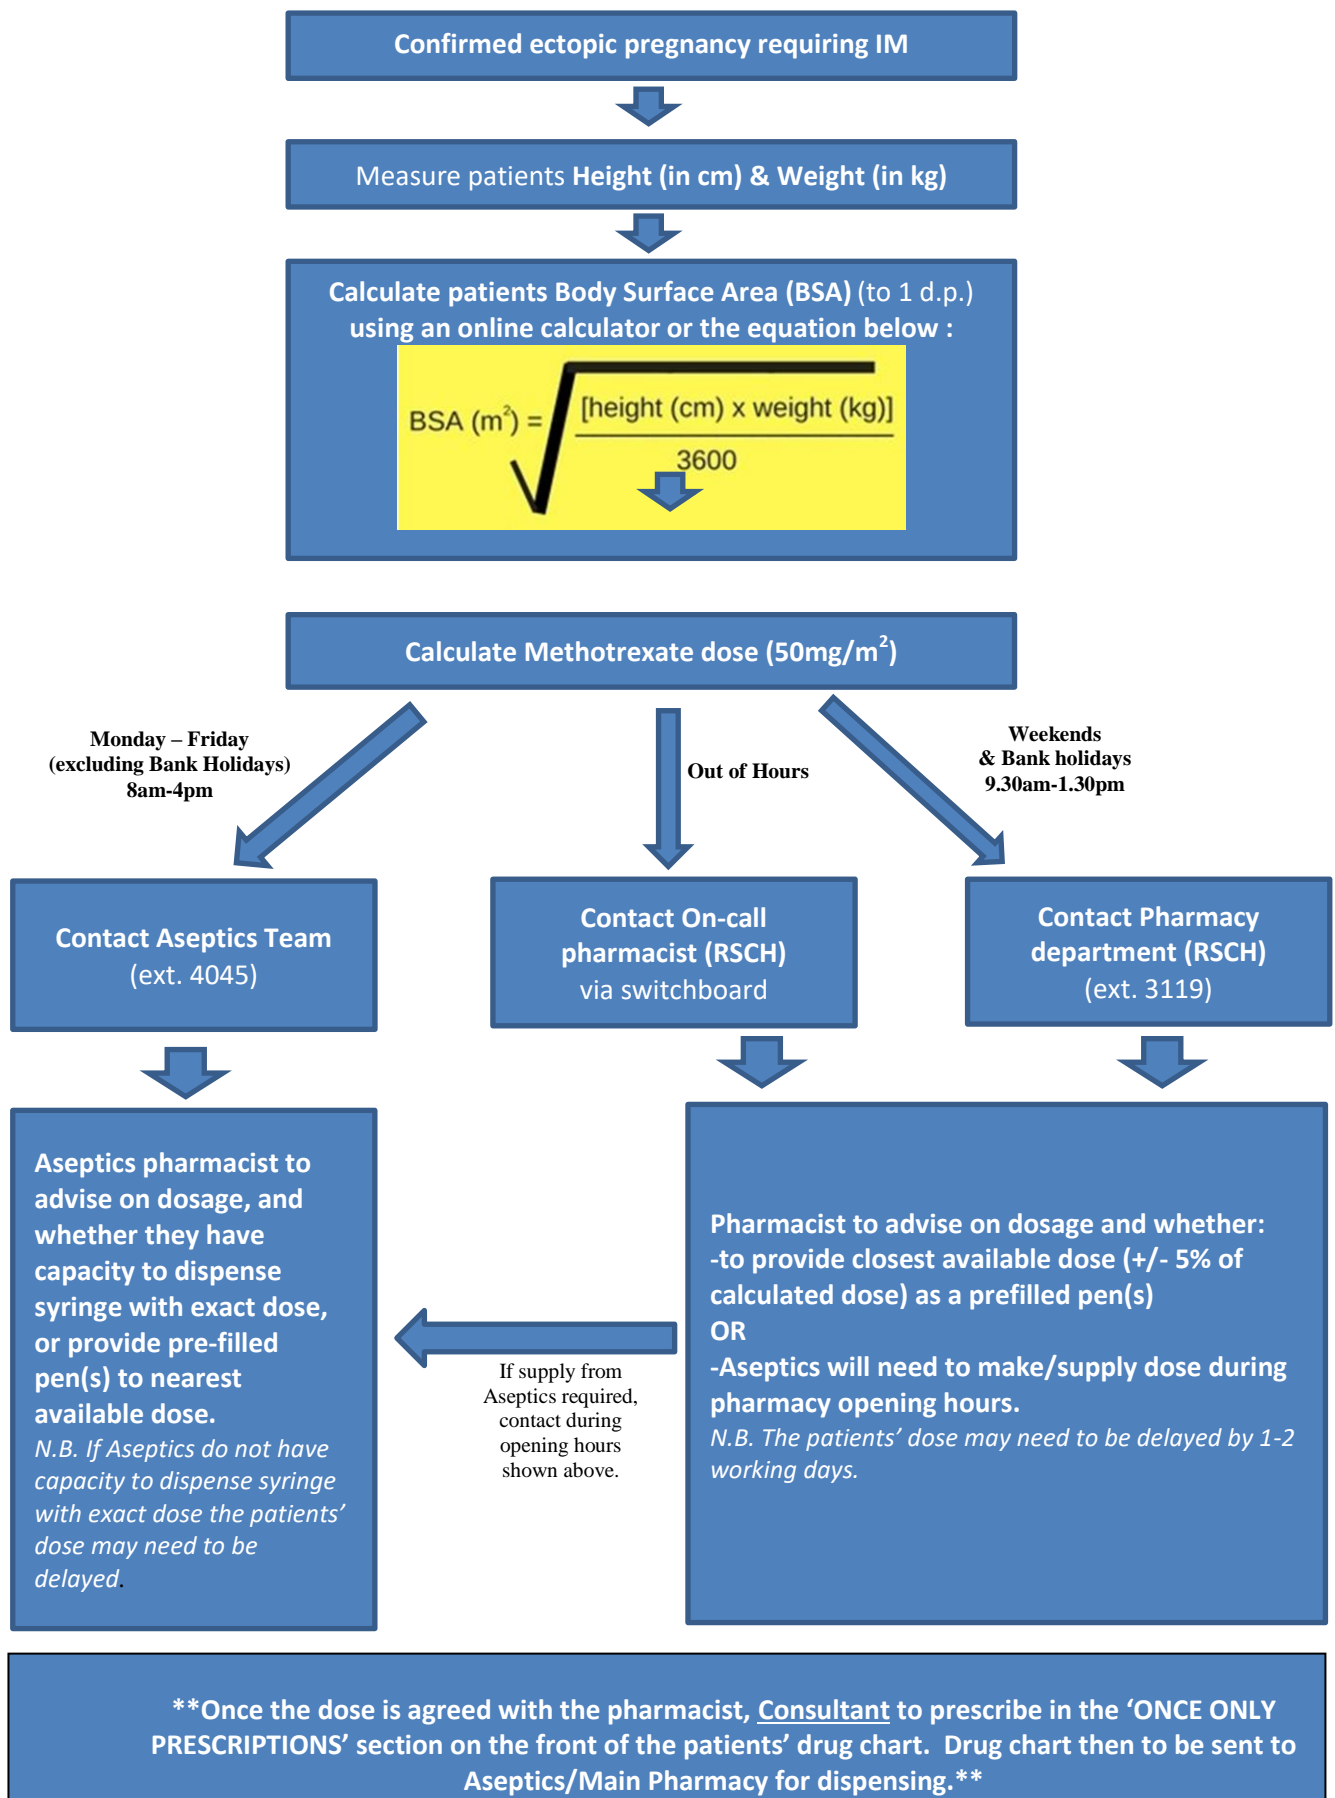 Confirmed ectopic pregnancy requiring IM
Measure patients Height (in cm) & Weight (in kg)
Calculate patients Body Surface Area (BSA) (to 1 d.p.)
using an online calculator or the equation below :
BSA (m²) = √ [height (cm) x weight (kg)]
3600
Calculate Methotrexate dose (50mg/m²)
Monday – Friday
(excluding Bank Holidays)
8am-4pm
Out of Hours
Weekends
& Bank holidays
9.30am-1.30pm
Contact Aseptics Team
(ext. 4045)
Contact On-call
pharmacist (RSCH)
via switchboard
Contact Pharmacy
department (RSCH)
(ext. 3119)
Aseptics pharmacist to
advise on dosage, and
whether they have
capacity to dispense
syringe with exact dose,
or provide pre-filled
pen(s) to nearest
available dose.
N.B. If Aseptics do not have
capacity to dispense syringe
with exact dose the patients’
dose may need to be
delayed.
If supply from
Aseptics required,
contact during
opening hours
shown above.
Pharmacist to advise on dosage and whether:
-to provide closest available dose (+/- 5% of
calculated dose) as a prefilled pen(s)
OR
-Aseptics will need to make/supply dose during
pharmacy opening hours.
N.B. The patients’ dose may need to be delayed by 1-2
working days.
**Once the dose is agreed with the pharmacist, Consultant to prescribe in the ‘ONCE ONLY
PRESCRIPTIONS’ section on the front of the patients’ drug chart.  Drug chart then to be sent to
Aseptics/Main Pharmacy for dispensing.**